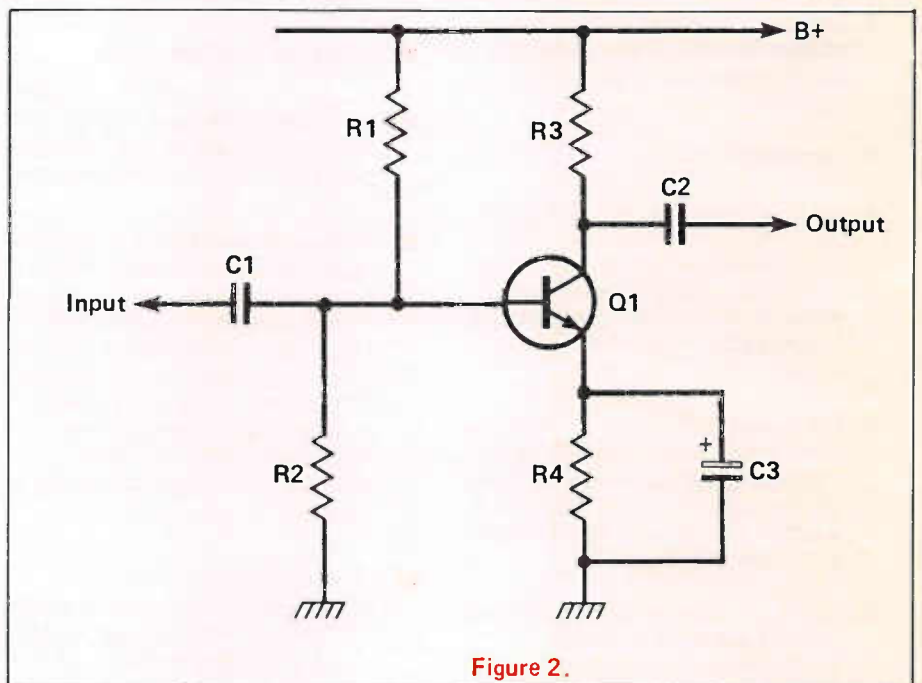 B+
R1
R3
C2
Output
C1
Input
Q1
R2
R4
+
C3
Figure 2.